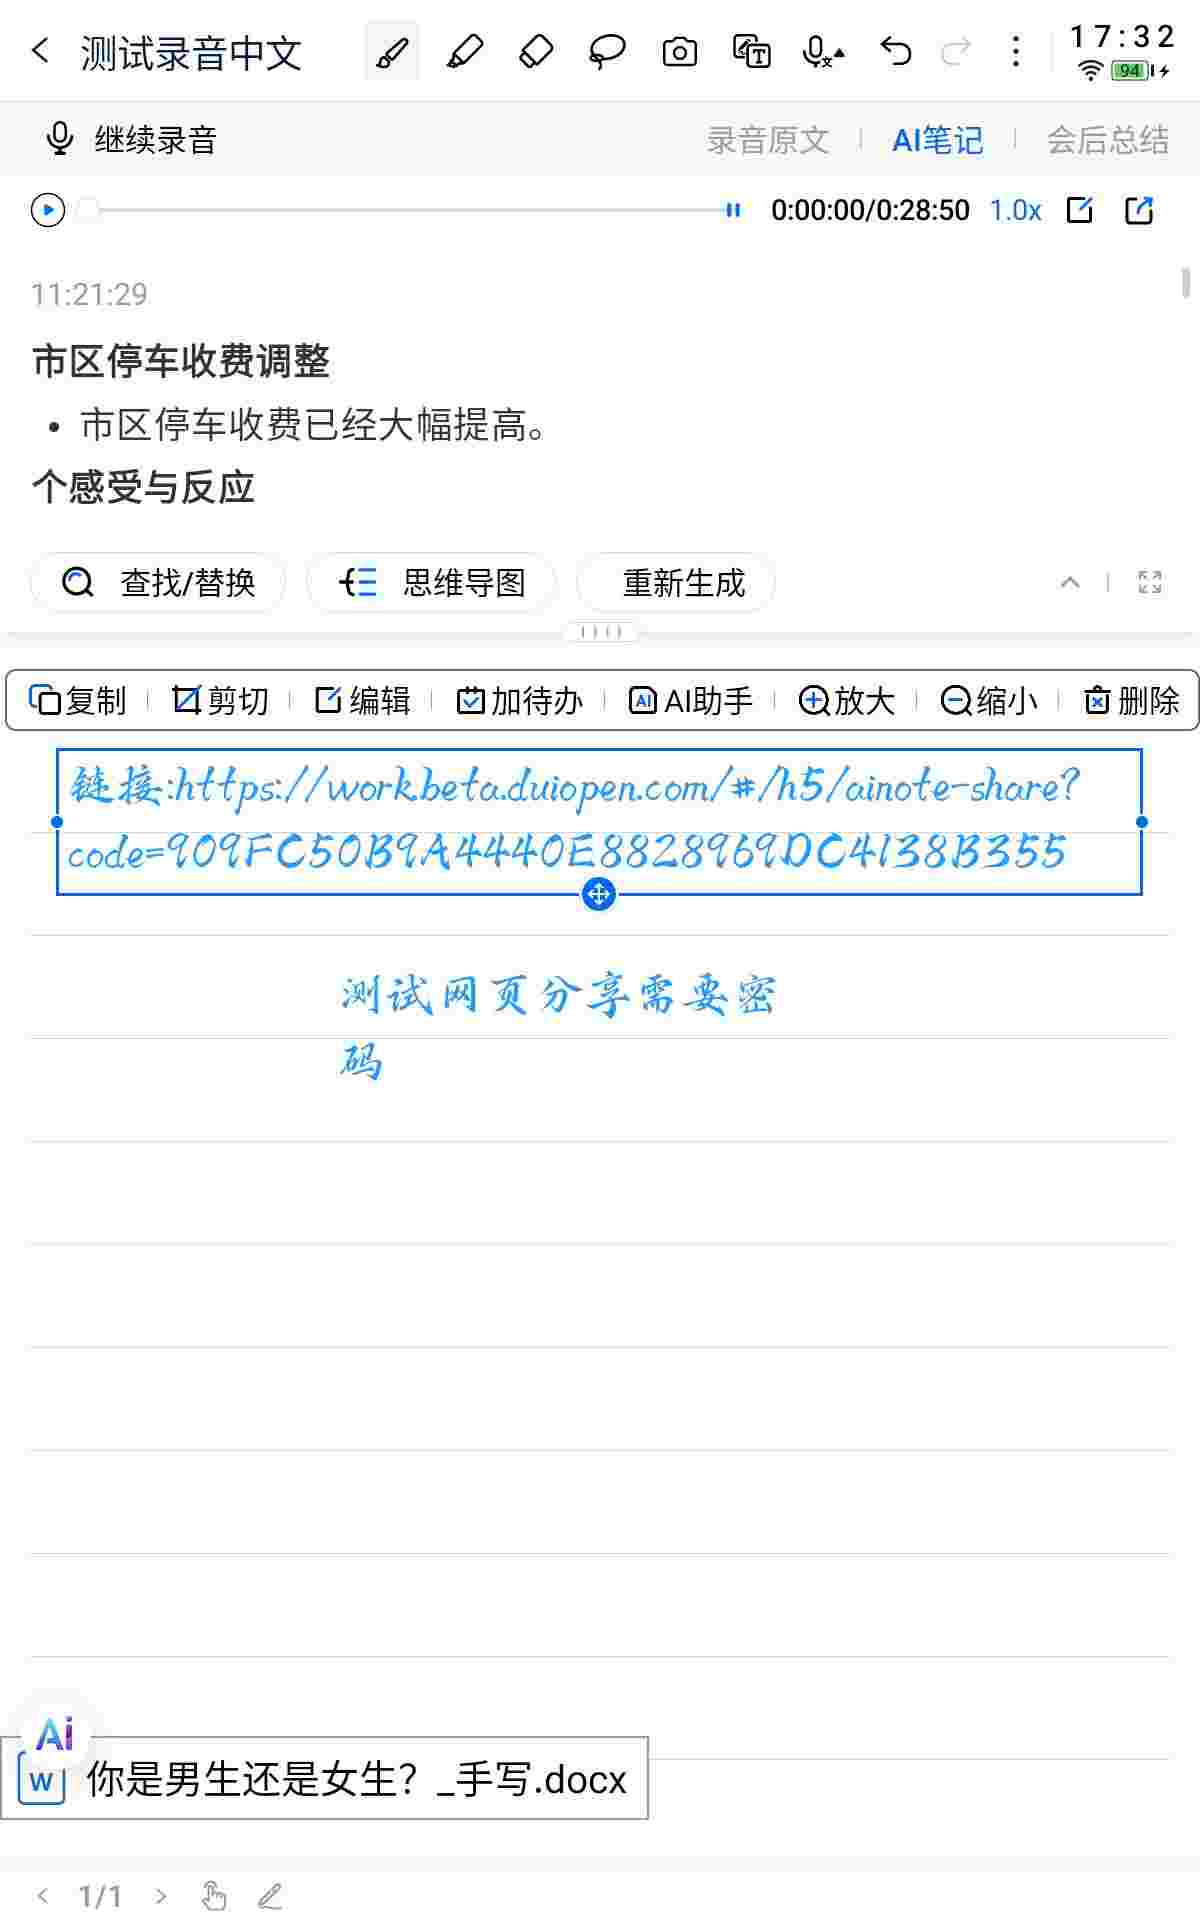 测试录音中文
17:32
94
继续录音 录音原文 AI笔记 会后总结
0:00:00/0:28:50 1.0x
11:21:29
市区停车收费调整
• 市区停车收费已经大幅提高。
个感受与反应
查找/替换 思维导图 重新生成
复制 剪切 编辑 加待办 AI助手 放大 缩小 删除
链接:https://work.beta.duiopen.com/#/h5/ainote-share?
code=909FC50B9A4440E8828969DC4138B355
测试网页分享需要密
码
Ai
W 你是男生还是女生？_手写.docx
1/1